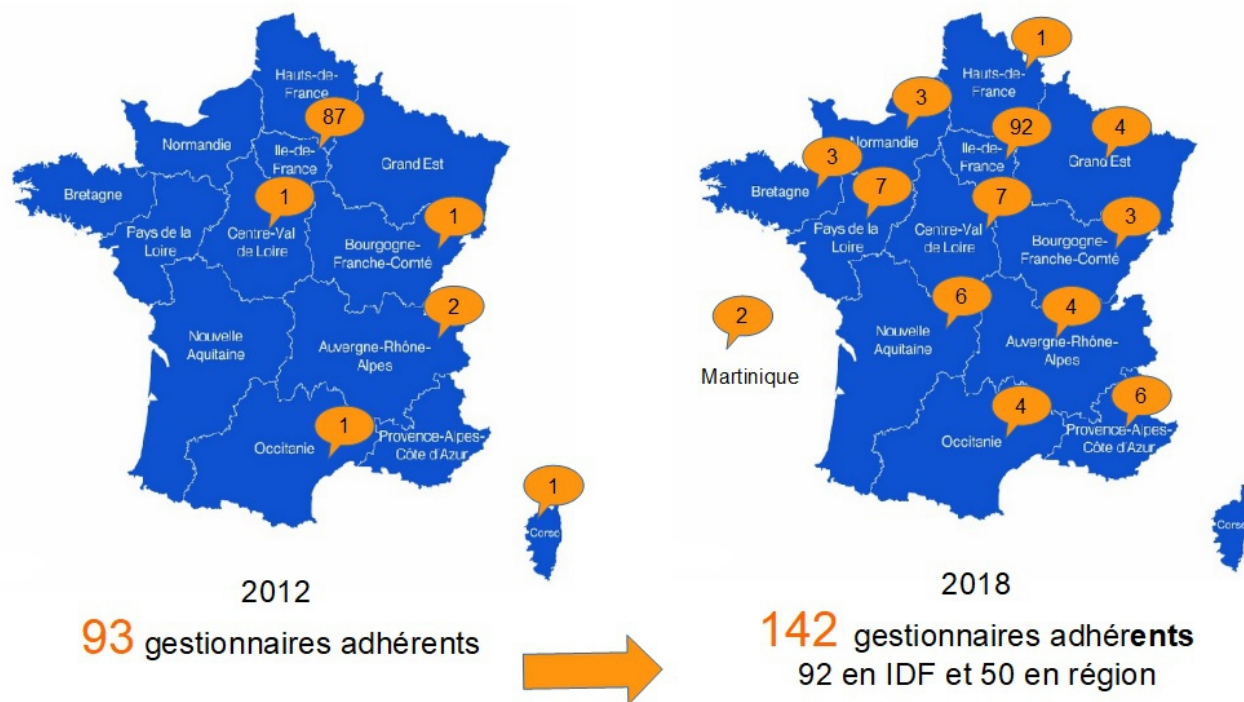 Hauts-de-
France
87
Normandie
Ile-de-
France
Grand Est
Bretagne
1
1
Pays de la
Loire
Centre-Val
de Loire
Bourgogne-
Franche-Comté
2
Nouvelle
Aquitaine
Auvergne-Rhône-
Alpes
1
Occitanie
Provence-Alpes-
Côte d'Azur
1
Corse
2012
93 gestionnaires adhérents
1
Hauts-de-
France
3
92
4
Normandie
Ile-de-
France
Grand Est
3
Bretagne
7
7
3
Pays de la
Loire
Centre-Val
de Loire
Bourgogne-
Franche-Comté
6
4
2
Martinique
Nouvelle
Aquitaine
Auvergne-Rhône-
Alpes
4
6
Occitanie
Provence-Alpes-
Côte d'Azur
Corse
2018
142 gestionnaires adhérents
92 en IDF et 50 en région